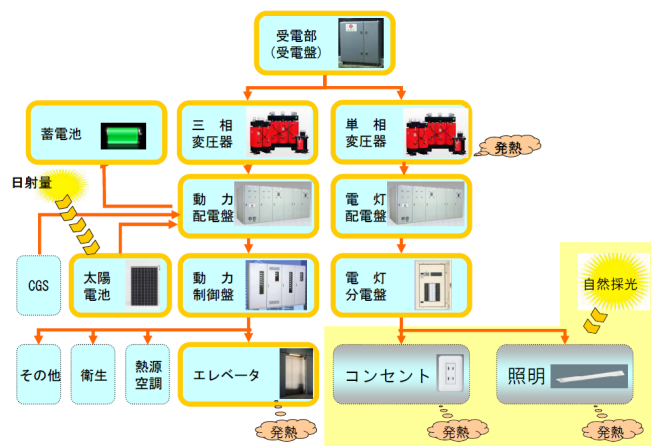 受電部
(受電盤)
蓄電池
三　相
変圧器
単　相
変圧器
発熱
日射量
動　力
配電盤
電　灯
配電盤
CGS
太陽
電池
動　力
制御盤
電　灯
分電盤
自然採光
その他
衛生
熱源
空調
エレベータ
コンセント
照明
発熱
発熱
発熱